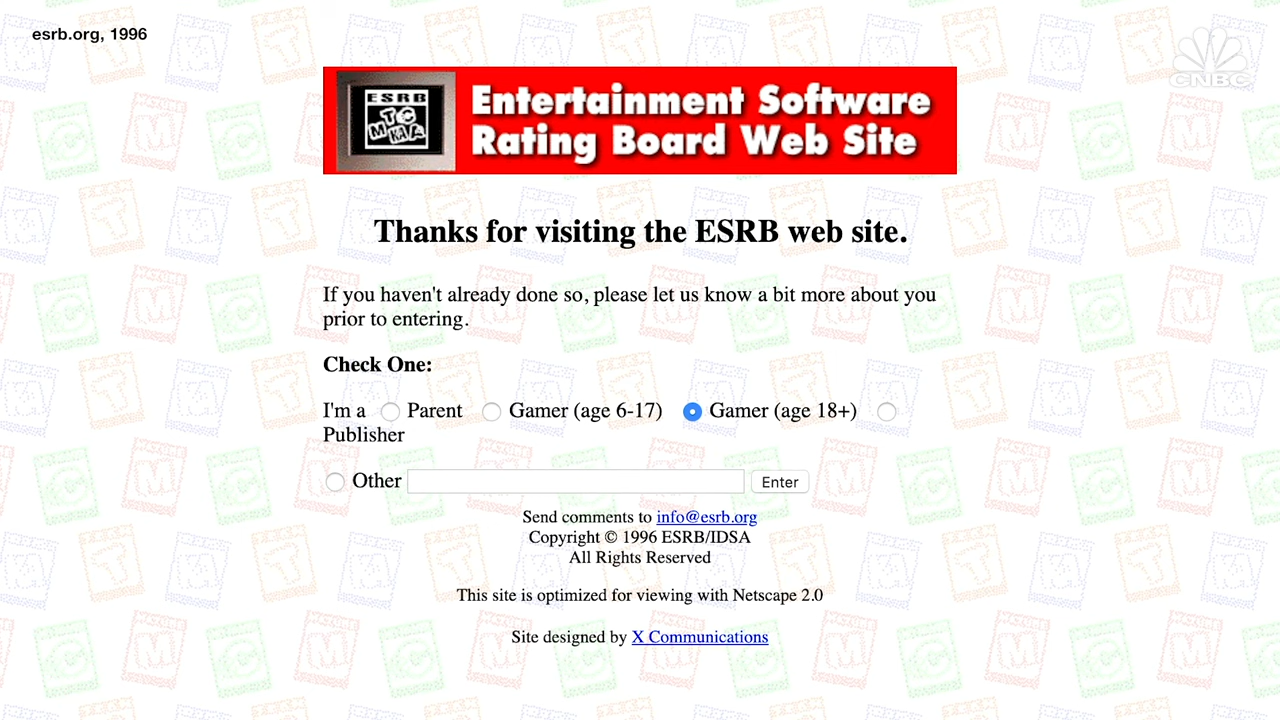 esrb.org, 1996
CNBC
ESRB
Entertainment Software
Rating Board Web Site
Thanks for visiting the ESRB web site.
If you haven't already done so, please let us know a bit more about you
prior to entering.
Check One:
I'm a Parent Gamer (age 6-17) Gamer (age 18+)
Publisher
Other Enter
Send comments to info@esrb.org
Copyright © 1996 ESRB/IDSA
All Rights Reserved
This site is optimized for viewing with Netscape 2.0
Site designed by X Communications